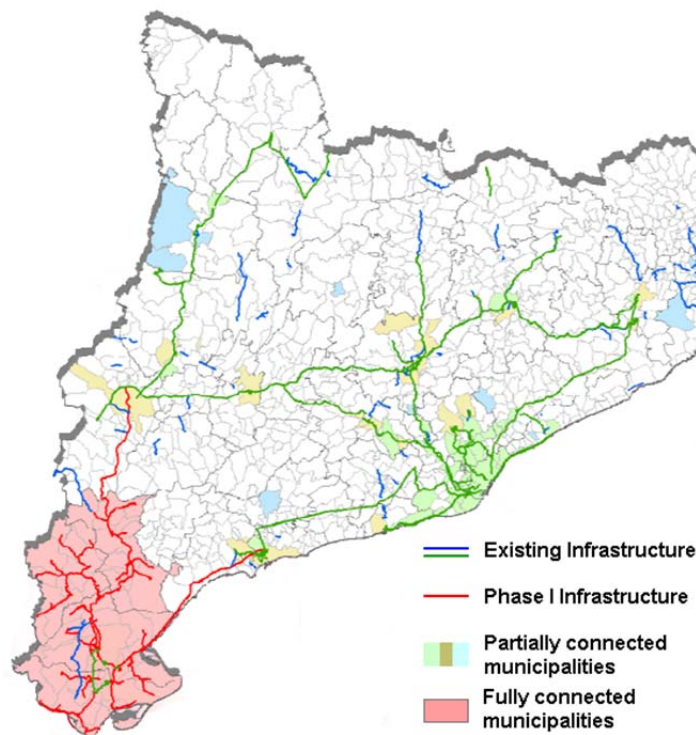 Existing Infrastructure
Phase I Infrastructure
Partially connected
municipalities
Fully connected
municipalities